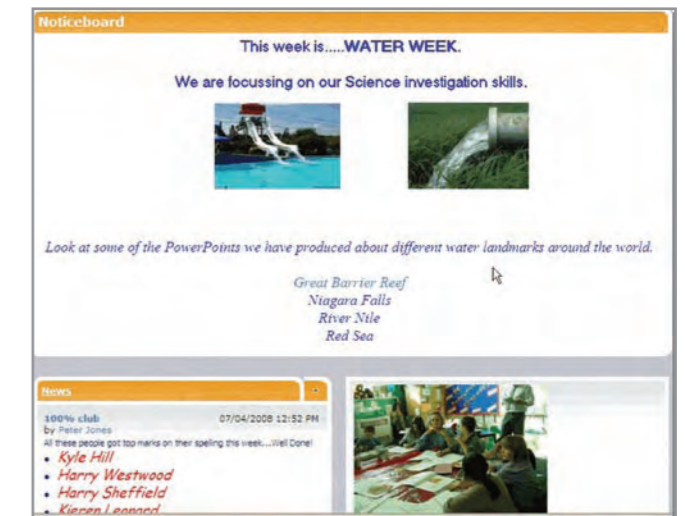 Noticeboard
This week is.....WATER WEEK.
We are focussing on our Science investigation skills.
Look at some of the PowerPoints we have produced about different water landmarks around the world.
Great Barrier Reef
Niagara Falls
River Nile
Red Sea
News
100% club 07/04/2008 12:52 PM
by Peter Jones
All these people got top marks on their speling this week...Well Done!
• Kyle Hill
• Harry Westwood
• Harry Sheffield
• Kieren Leonard